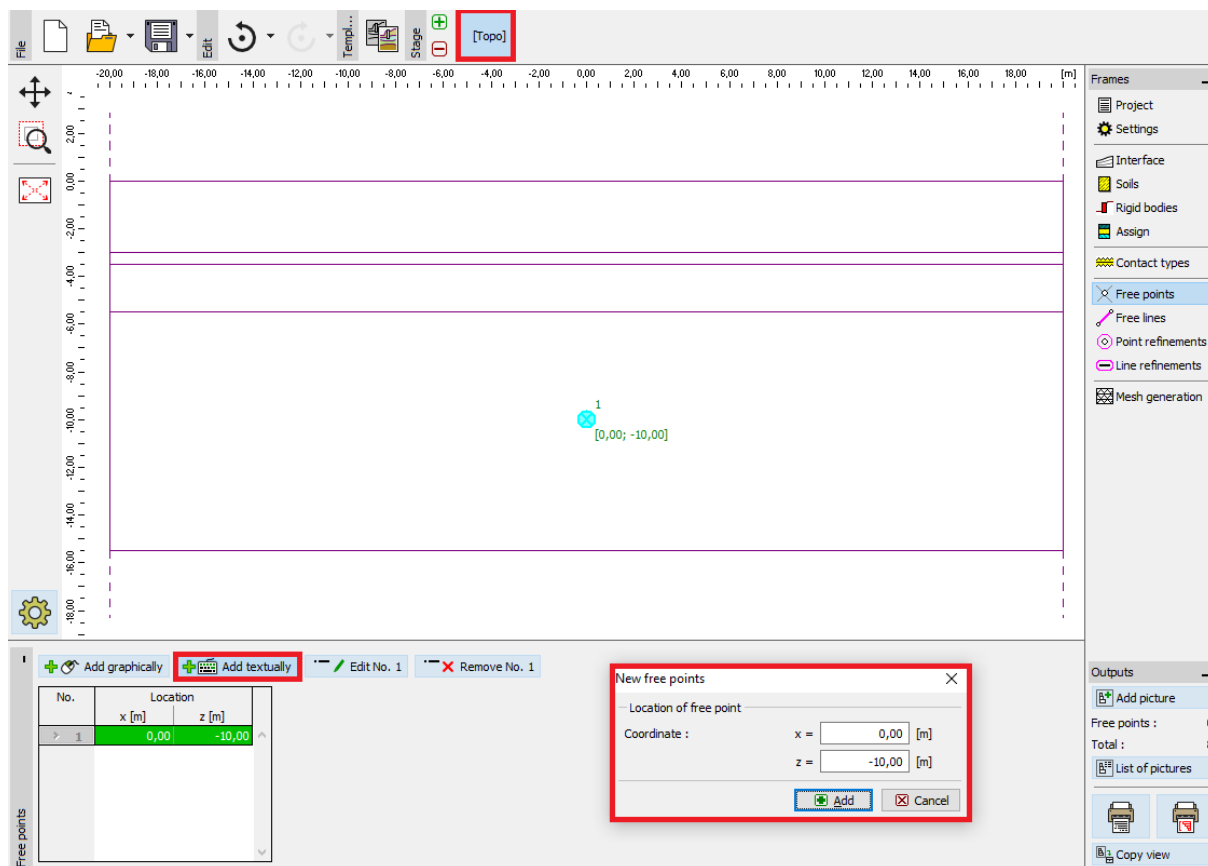 File
Edit
Templ...
Stage
[Topo]
-20,00 -18,00 -16,00 -14,00 -12,00 -10,00 -8,00 -6,00 -4,00 -2,00 0,00 2,00 4,00 6,00 8,00 10,00 12,00 14,00 16,00 18,00 [m]
2,00
0,00
-2,00
-4,00
-6,00
-8,00
-10,00
-12,00
-14,00
-16,00
-18,00
1
[0,00; -10,00]
Frames
Project
Settings
Interface
Soils
Rigid bodies
Assign
Contact types
Free points
Free lines
Point refinements
Line refinements
Mesh generation
Free points
Add graphically Add textually Edit No. 1 Remove No. 1
No. Location
x [m] z [m]
1 0,00 -10,00
New free points
Location of free point
Coordinate : x = 0,00 [m]
z = -10,00 [m]
Add Cancel
Outputs
Add picture
Free points :
Total :
List of pictures
Copy view